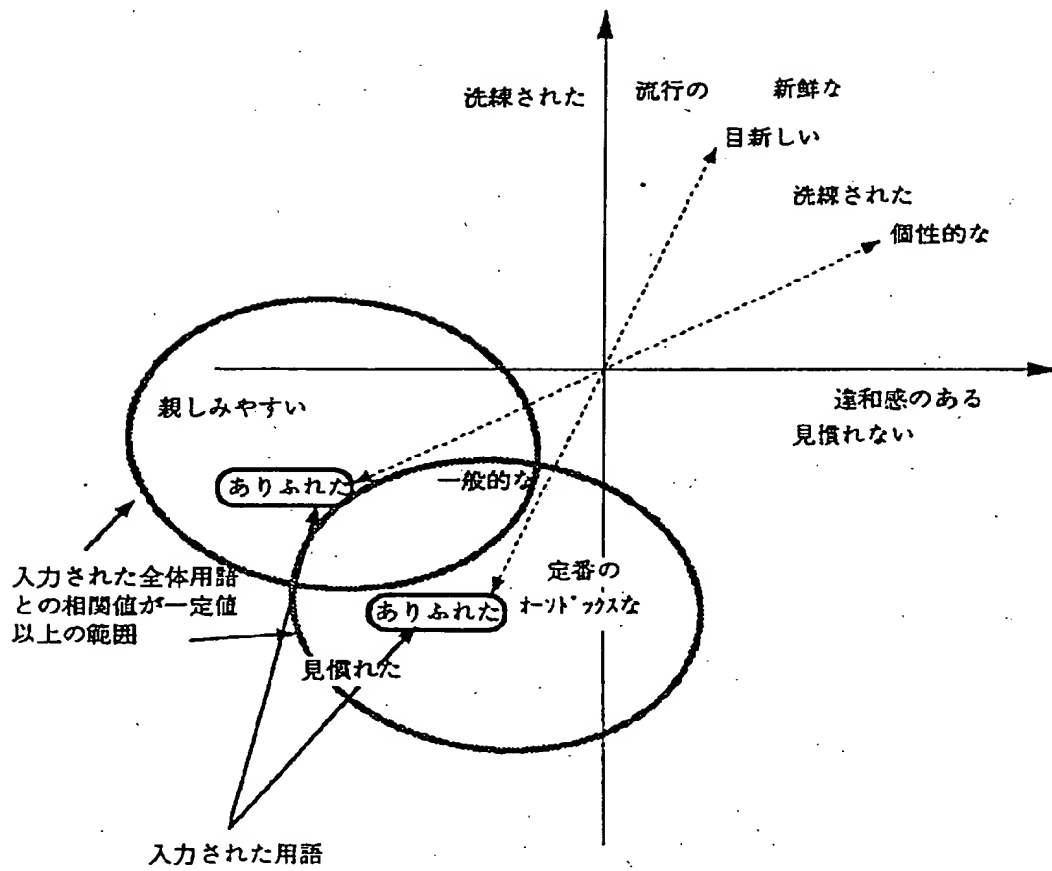 洗練された 流行の 新鮮な
目新しい
洗練された
個性的な
違和感のある
見慣れない
親しみやすい
ありふれた
一般的な
入力された全体用語
との相関値が一定値
以上の範囲
定番の
ありふれた
オーソドックスな
見慣れた
入力された用語